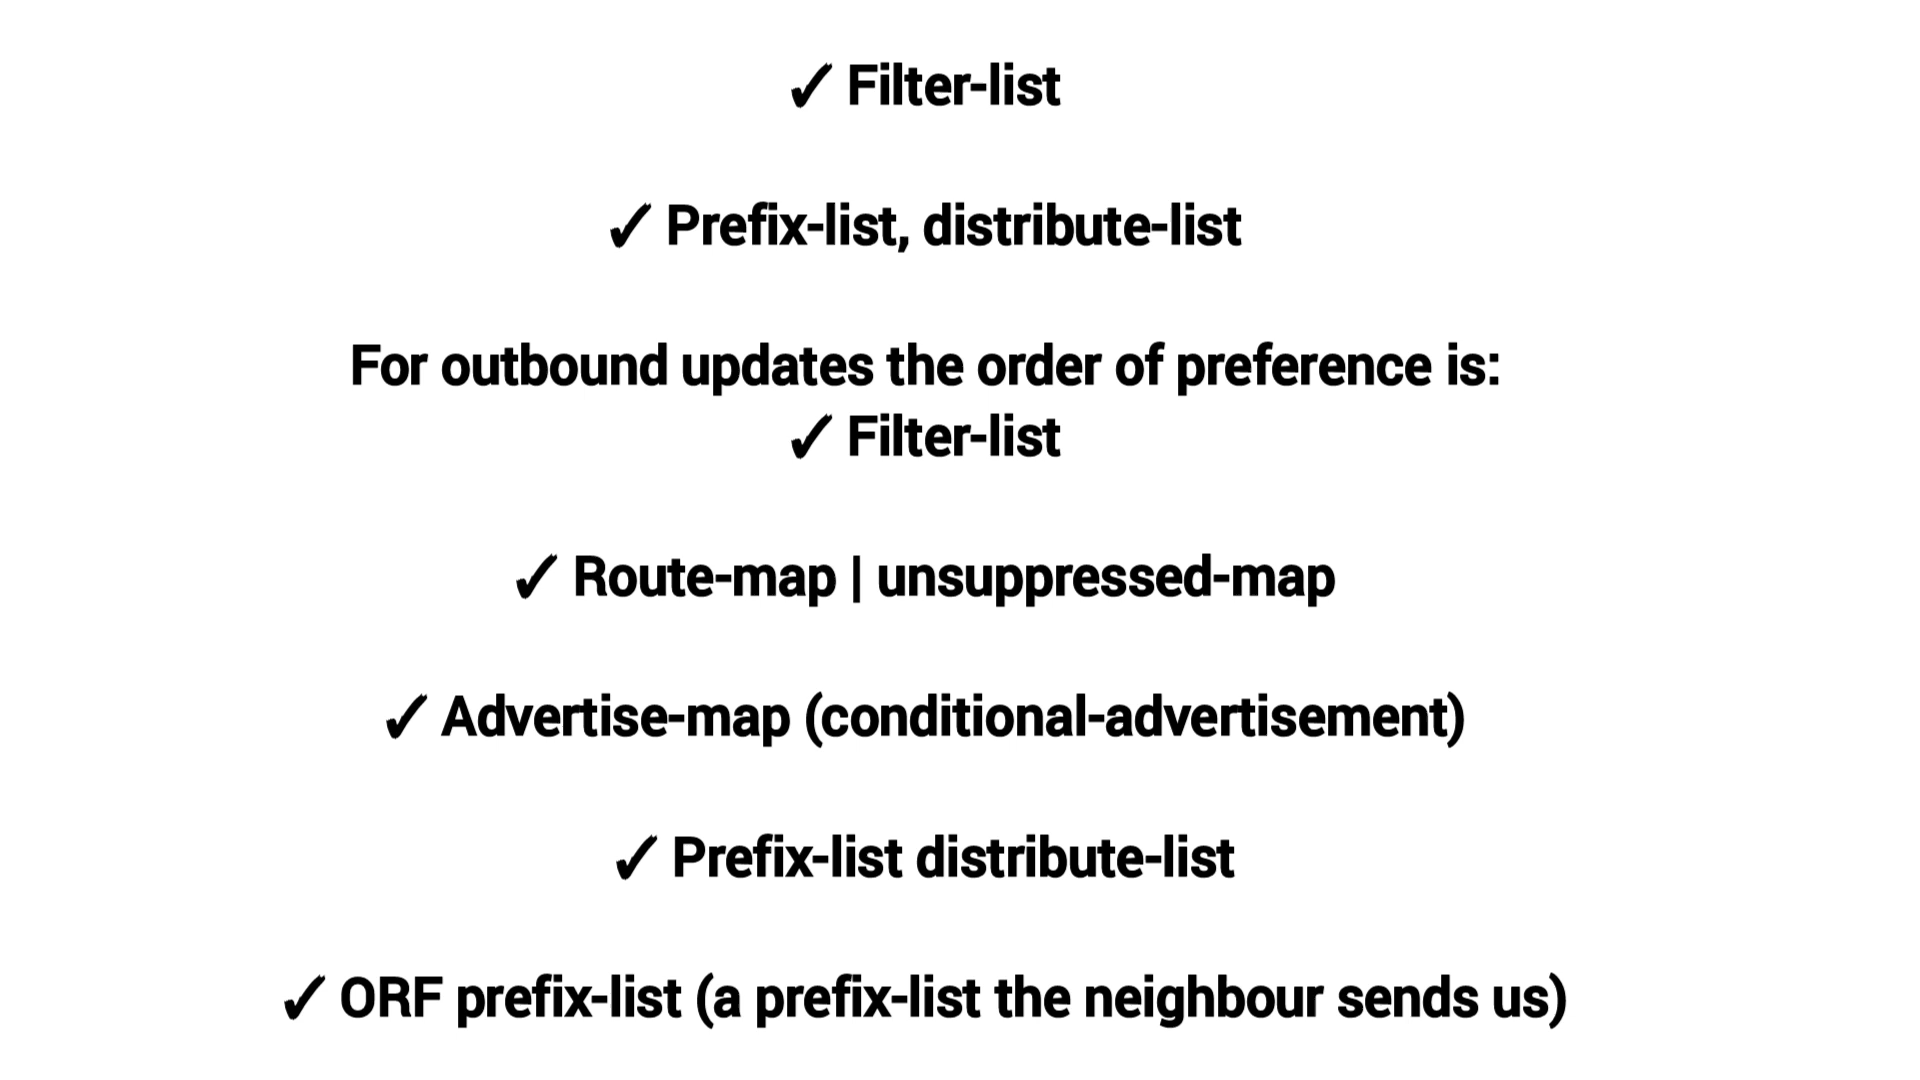 ✓ Filter-list
✓ Prefix-list, distribute-list
For outbound updates the order of preference is:
✓ Filter-list
✓ Route-map | unsuppressed-map
✓ Advertise-map (conditional-advertisement)
✓ Prefix-list distribute-list
✓ ORF prefix-list (a prefix-list the neighbour sends us)